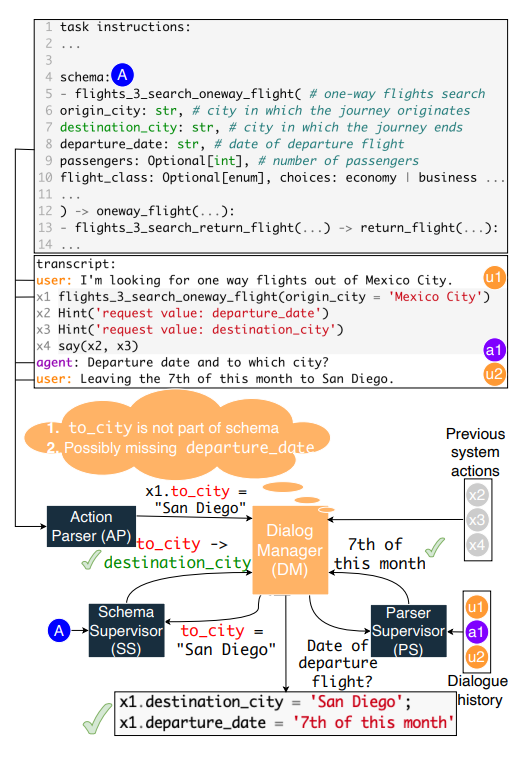 1 task instructions:
2 ...
3
4 schema: A
5 - flights_3_search_oneway_flight( # one-way flights search
6 origin_city: str, # city in which the journey originates
7 destination_city: str, # city in which the journey ends
8 departure_date: str, # date of departure flight
9 passengers: Optional[int], # number of passengers
10 flight_class: Optional[enum], choices: economy | business ...
11 ...
12 ) -> oneway_flight(...):
13 - flights_3_search_return_flight(...) -> return_flight(...):
14 ...
transcript:
user: I'm looking for one way flights out of Mexico City. u1
x1 flights_3_search_oneway_flight(origin_city = 'Mexico City')
x2 Hint('request value: departure_date')
x3 Hint('request value: destination_city')
x4 say(x2, x3) a1
agent: Departure date and to which city?
user: Leaving the 7th of this month to San Diego. u2
1. to_city is not part of schema
2. Possibly missing departure_date
Previous
system
actions
x2
x3
x4
x1.to_city =
"San Diego"
Action
Parser (AP)
Dialog
Manager
(DM)
to_city ->
destination_city
7th of
this month
A
Schema
Supervisor
(SS)
to_city =
"San Diego"
Date of
departure
flight?
Parser
Supervisor
(PS)
u1
a1
u2
Dialogue
history
x1.destination_city = 'San Diego';
x1.departure_date = '7th of this month'